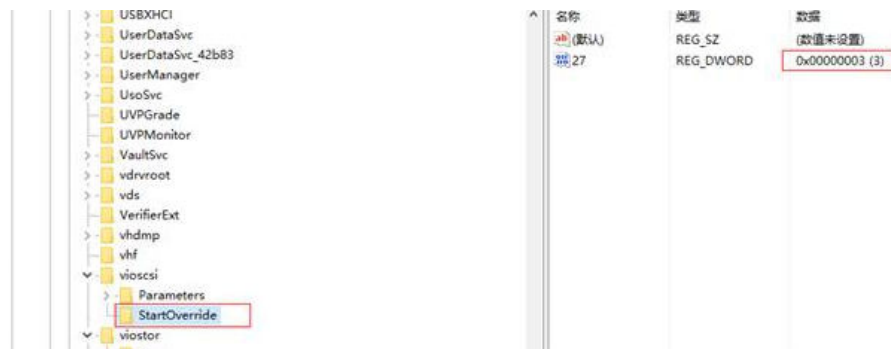 USBXHCI
UserDataSvc
UserDataSvc_42b83
UserManager
UsoSvc
UVPGrade
UVPMonitor
VaultSvc
vdrvroot
vds
VerifierExt
vhdmp
vhf
vioscsi
Parameters
StartOverride
viostor
名称 类型 数据
ab (默认) REG_SZ (数值未设置)
27 REG_DWORD 0x00000003 (3)